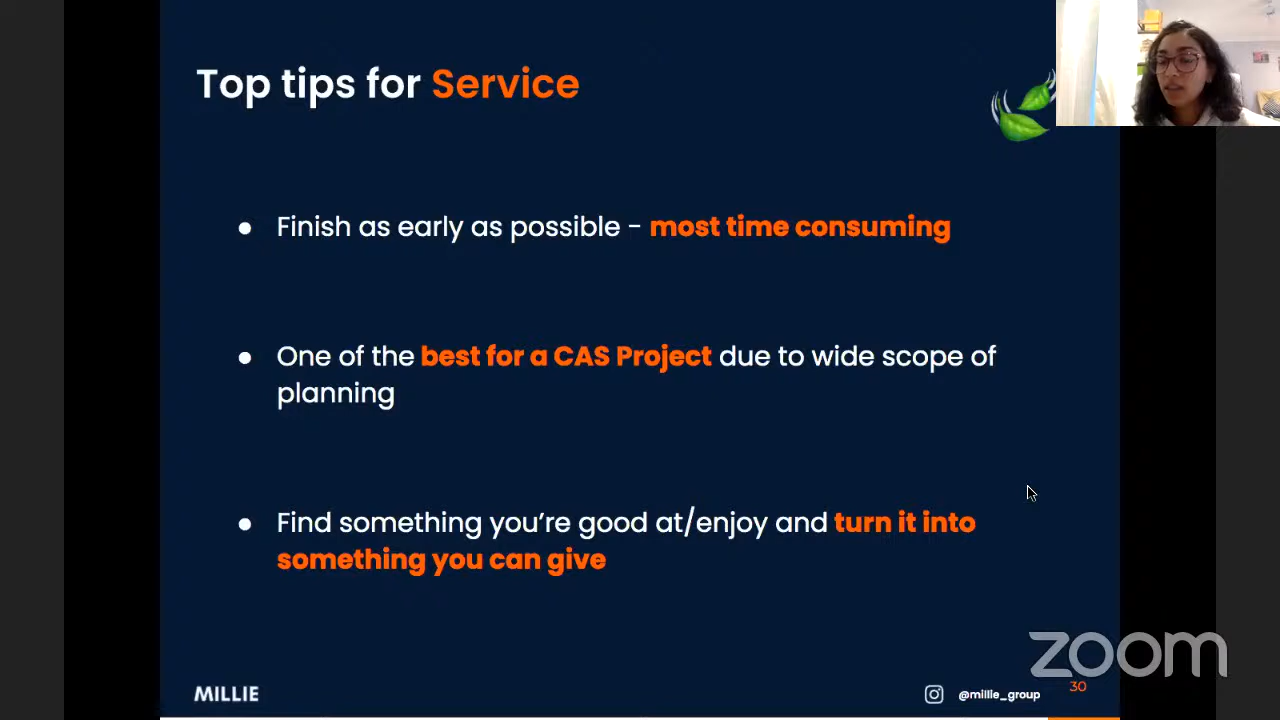 Top tips for Service
● Finish as early as possible - most time consuming
● One of the best for a CAS Project due to wide scope of
planning
● Find something you're good at/enjoy and turn it into
something you can give
zoom
MILLIE
@millie_group
30